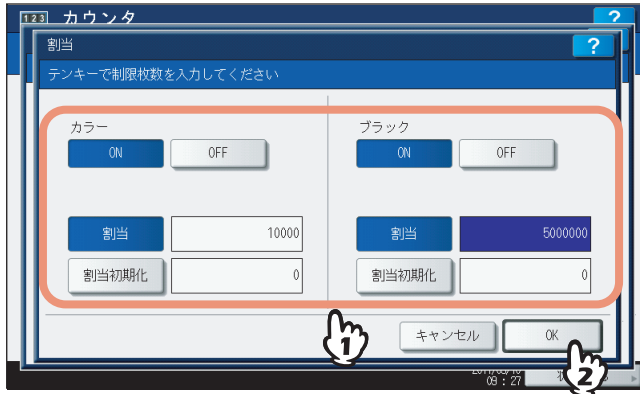 123 カウンタ ?
割当 ?
テンキーで制限枚数を入力してください
カラー ブラック
ON OFF ON OFF
割当 10000 割当 5000000
割当初期化 0 割当初期化 0
1
キャンセル OK
09 : 27
2